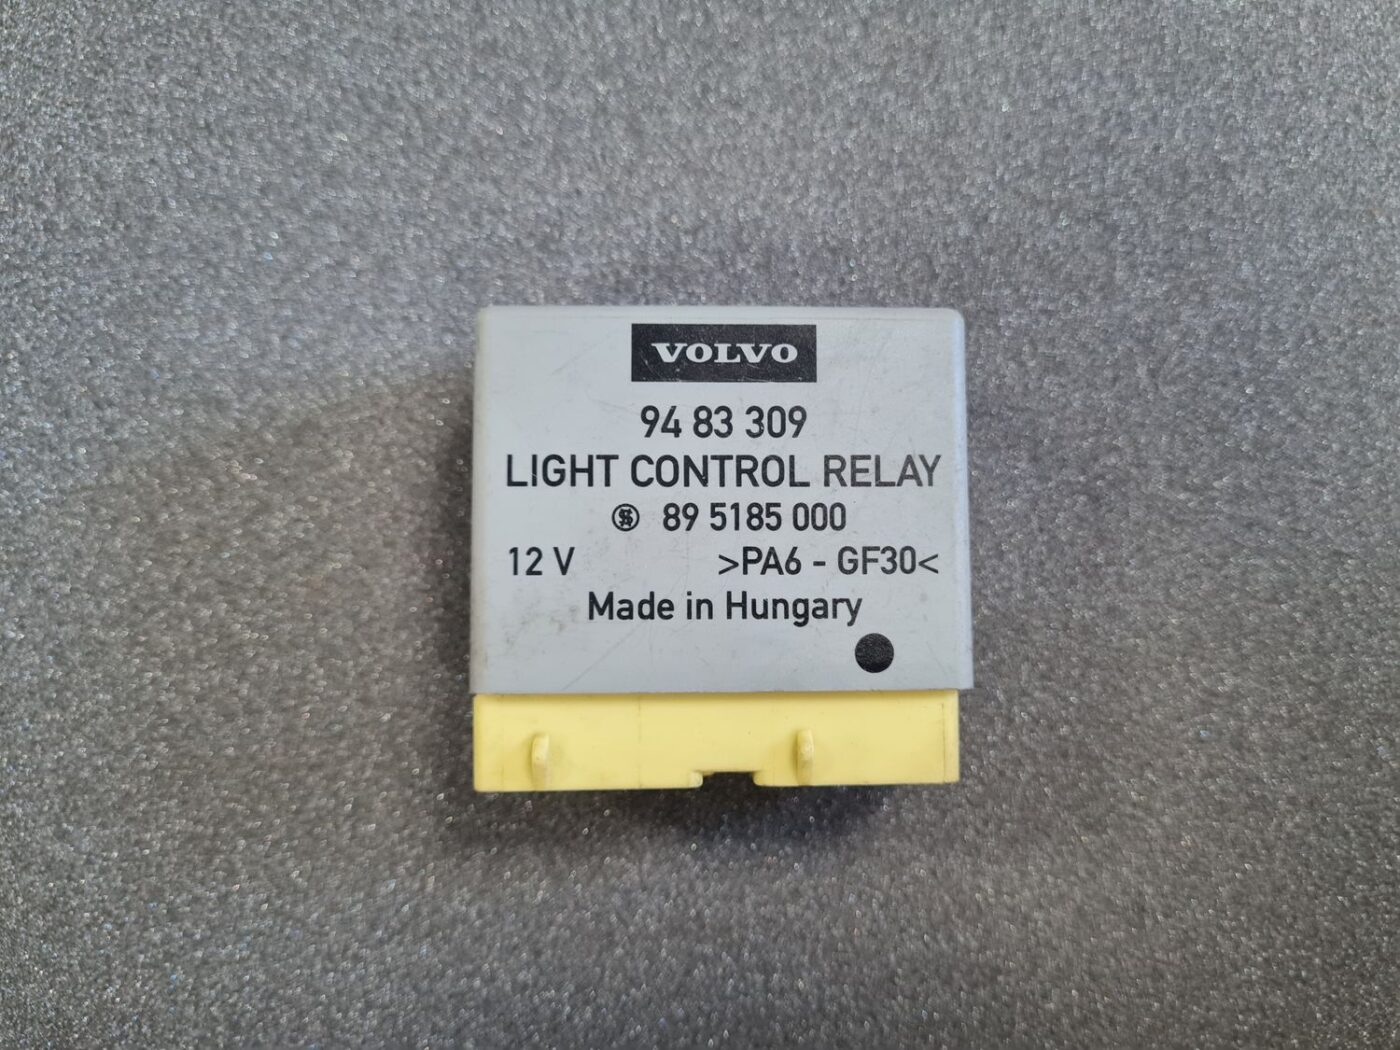 VOLVO
94 83 309
LIGHT CONTROL RELAY
89 5185 000
12 V >PA6 - GF30<
Made in Hungary